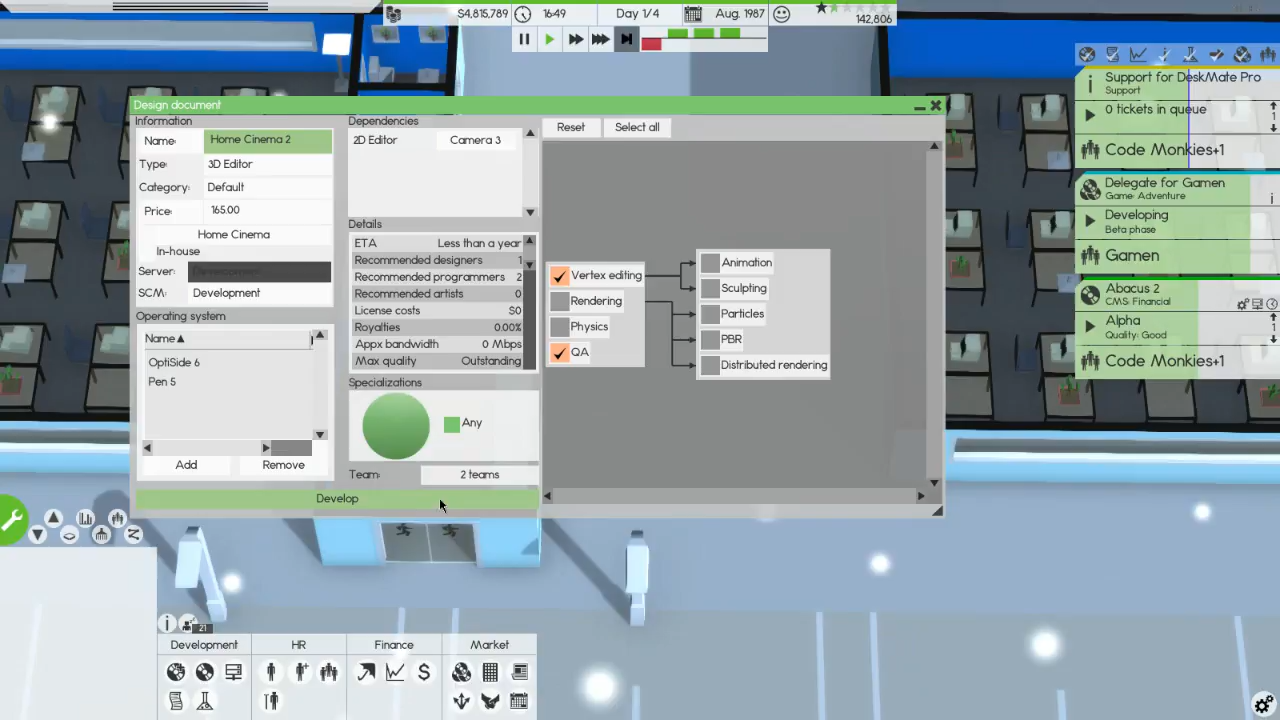 $4,815,789
16:49
Day 1/4
Aug. 1987
142,806
Design document
Information
Name:
Home Cinema 2
Type:
3D Editor
Category:
Default
Price:
165.00
Home Cinema
In-house
Server:
Development
SCM:
Development
Operating system
Name▲
OptiSide 6
Pen 5
Add
Remove
Develop
Dependencies
2D Editor
Camera 3
Details
ETA
Less than a year
Recommended designers
1
Recommended programmers
2
Recommended artists
0
License costs
$0
Royalties
0.00%
Appx bandwidth
0 Mbps
Max quality
Outstanding
Specializations
Any
Team:
2 teams
Reset
Select all
Vertex editing
Rendering
Physics
QA
Animation
Sculpting
Particles
PBR
Distributed rendering
Support for DeskMate Pro
Support
0 tickets in queue
Code Monkies+1
Delegate for Gamen
Game: Adventure
Developing
Beta phase
Gamen
Abacus 2
CMS: Financial
Alpha
Quality: Good
Code Monkies+1
21
Development
HR
Finance
Market